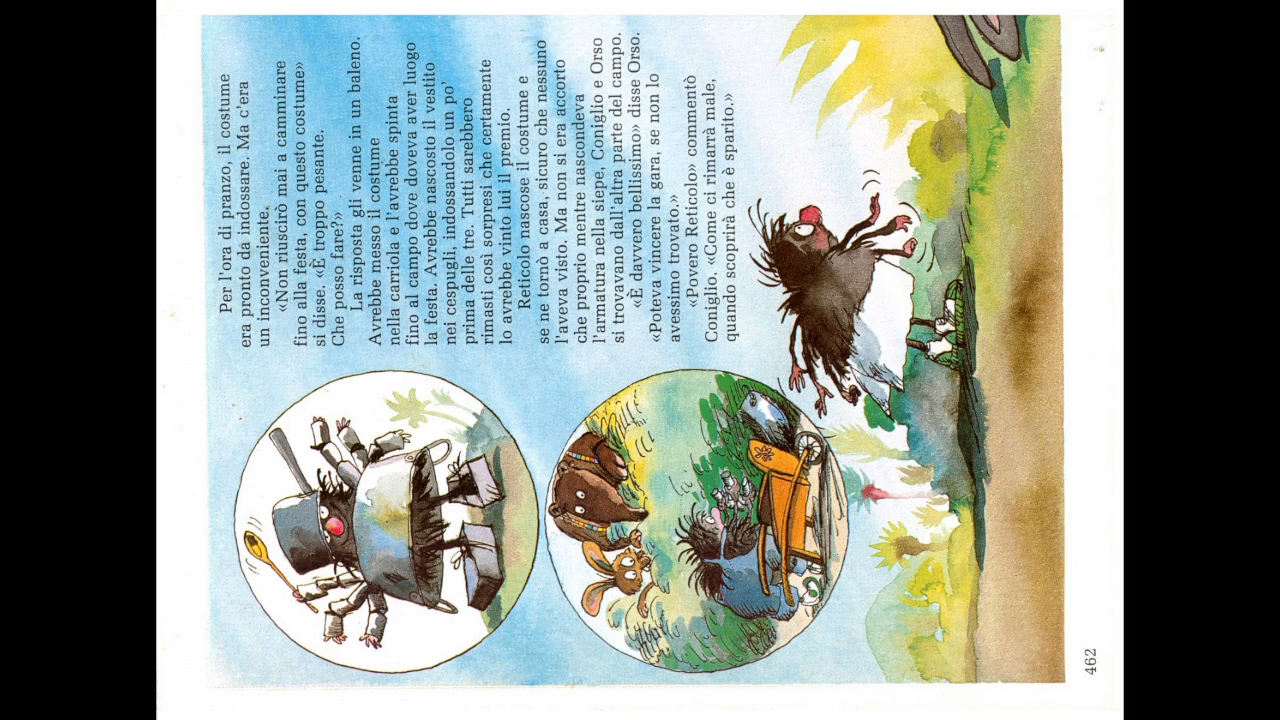 Per l'ora di pranzo, il costume
era pronto da indossare. Ma c'era
un inconveniente.
«Non riuscirò mai a camminare
fino alla festa, con questo costume»
si disse. «È troppo pesante.
Che posso fare?»
La risposta gli venne in un baleno.
Avrebbe messo il costume
nella carriola e l'avrebbe spinta
fino al campo dove doveva aver luogo
la festa. Avrebbe nascosto il vestito
nei cespugli, indossandolo un po'
prima delle tre. Tutti sarebbero
rimasti così sorpresi che certamente
lo avrebbe vinto lui il premio.
Reticolo nascose il costume e
se ne tornò a casa, sicuro che nessuno
l'aveva visto. Ma non si era accorto
che proprio mentre nascondeva
l'armatura nella siepe, Coniglio e Orso
si trovavano dall'altra parte del campo.
«È davvero bellissimo» disse Orso.
«Poteva vincere la gara, se non lo
avessimo trovato.»
«Povero Reticolo» commentò
Coniglio. «Come ci rimarrà male,
quando scoprirà che è sparito.»
462